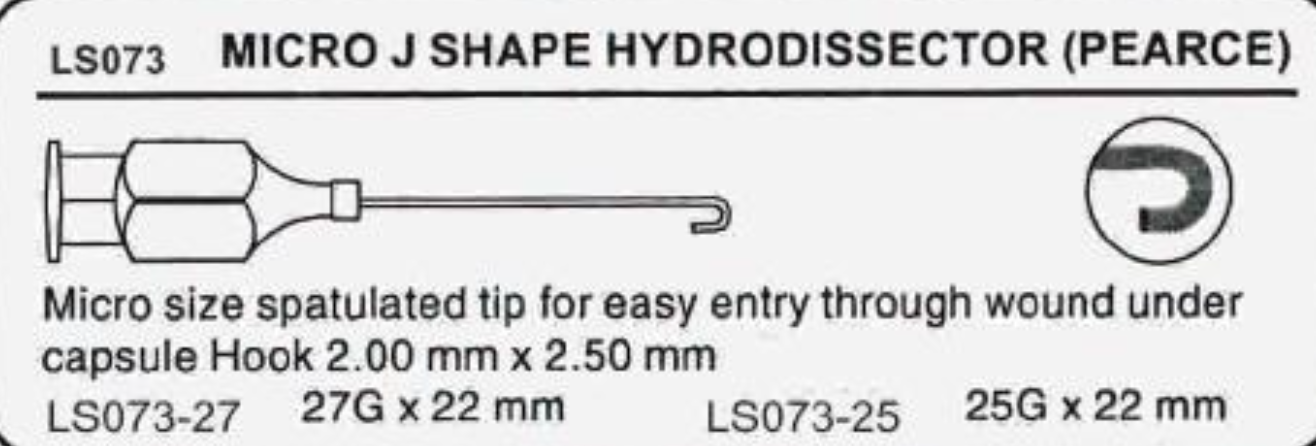 LS073 MICRO J SHAPE HYDRODISSECTOR (PEARCE)
Micro size spatulated tip for easy entry through wound under
capsule Hook 2.00 mm x 2.50 mm
LS073-27 27G x 22 mm LS073-25 25G x 22 mm